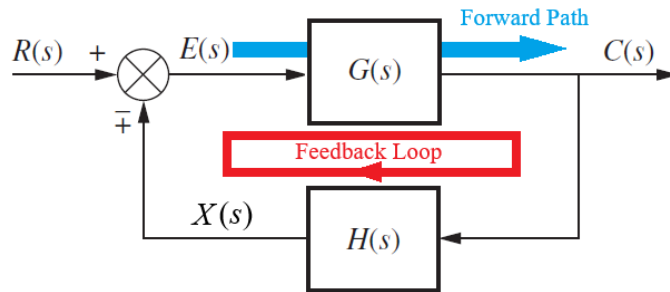 Forward Path
R(s) + E(s) G(s) C(s)
∓
Feedback Loop
X(s) H(s)